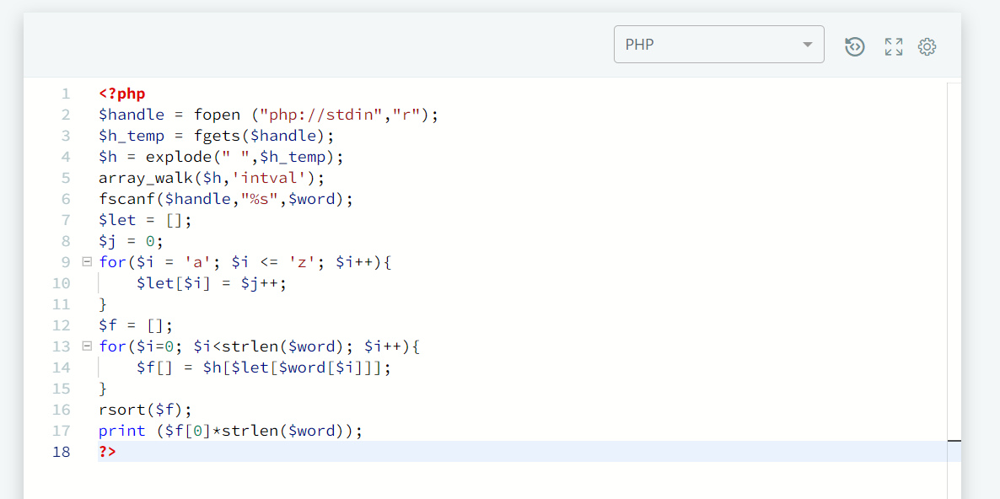 PHP
1 <?php
2 $handle = fopen ("php://stdin","r");
3 $h_temp = fgets($handle);
4 $h = explode(" ",$h_temp);
5 array_walk($h,'intval');
6 fscanf($handle,"%s",$word);
7 $let = [];
8 $j = 0;
9 for($i = 'a'; $i <= 'z'; $i++){
10     $let[$i] = $j++;
11 }
12 $f = [];
13 for($i=0; $i<strlen($word); $i++){
14     $f[] = $h[$let[$word[$i]]];
15 }
16 rsort($f);
17 print ($f[0]*strlen($word));
18 ?>